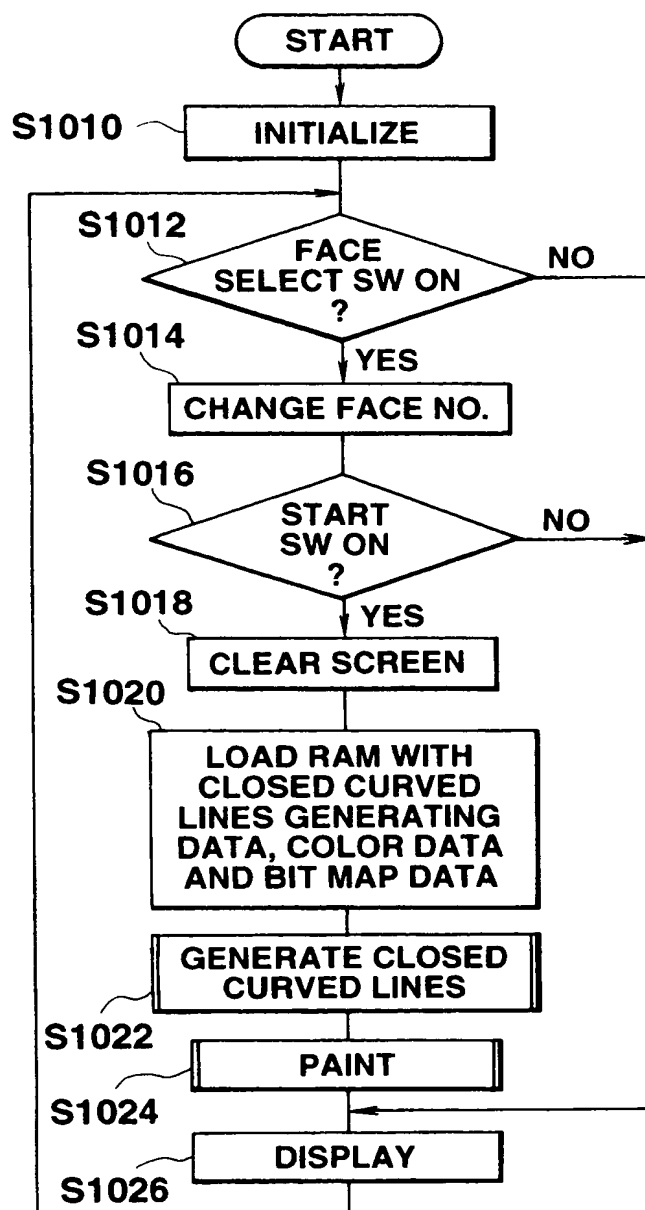 START
S1010
INITIALIZE
S1012
FACE
SELECT SW ON
?
NO
YES
S1014
CHANGE FACE NO.
S1016
START
SW ON
?
NO
YES
S1018
CLEAR SCREEN
S1020
LOAD RAM WITH
CLOSED CURVED
LINES GENERATING
DATA, COLOR DATA
AND BIT MAP DATA
GENERATE CLOSED
CURVED LINES
S1022
PAINT
S1024
DISPLAY
S1026